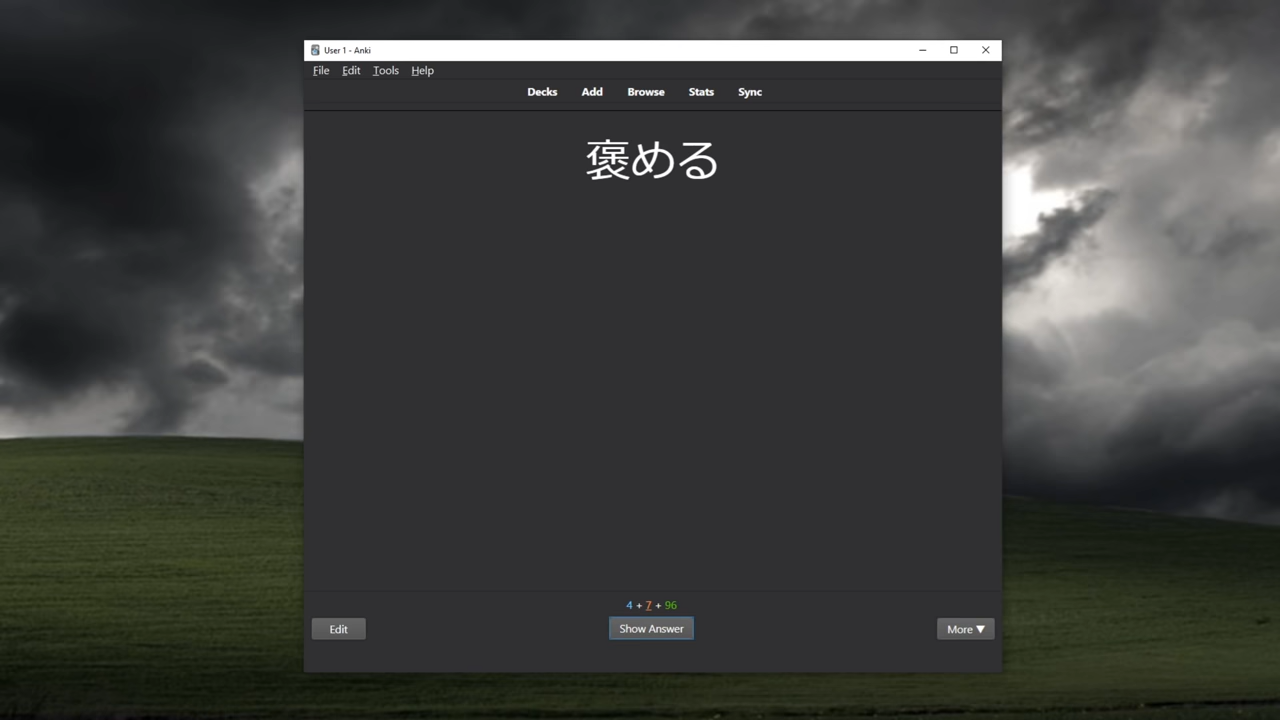 User 1 - Anki
File Edit Tools Help
Decks Add Browse Stats Sync
褒める
4 + 7 + 96
Edit Show Answer More ▼